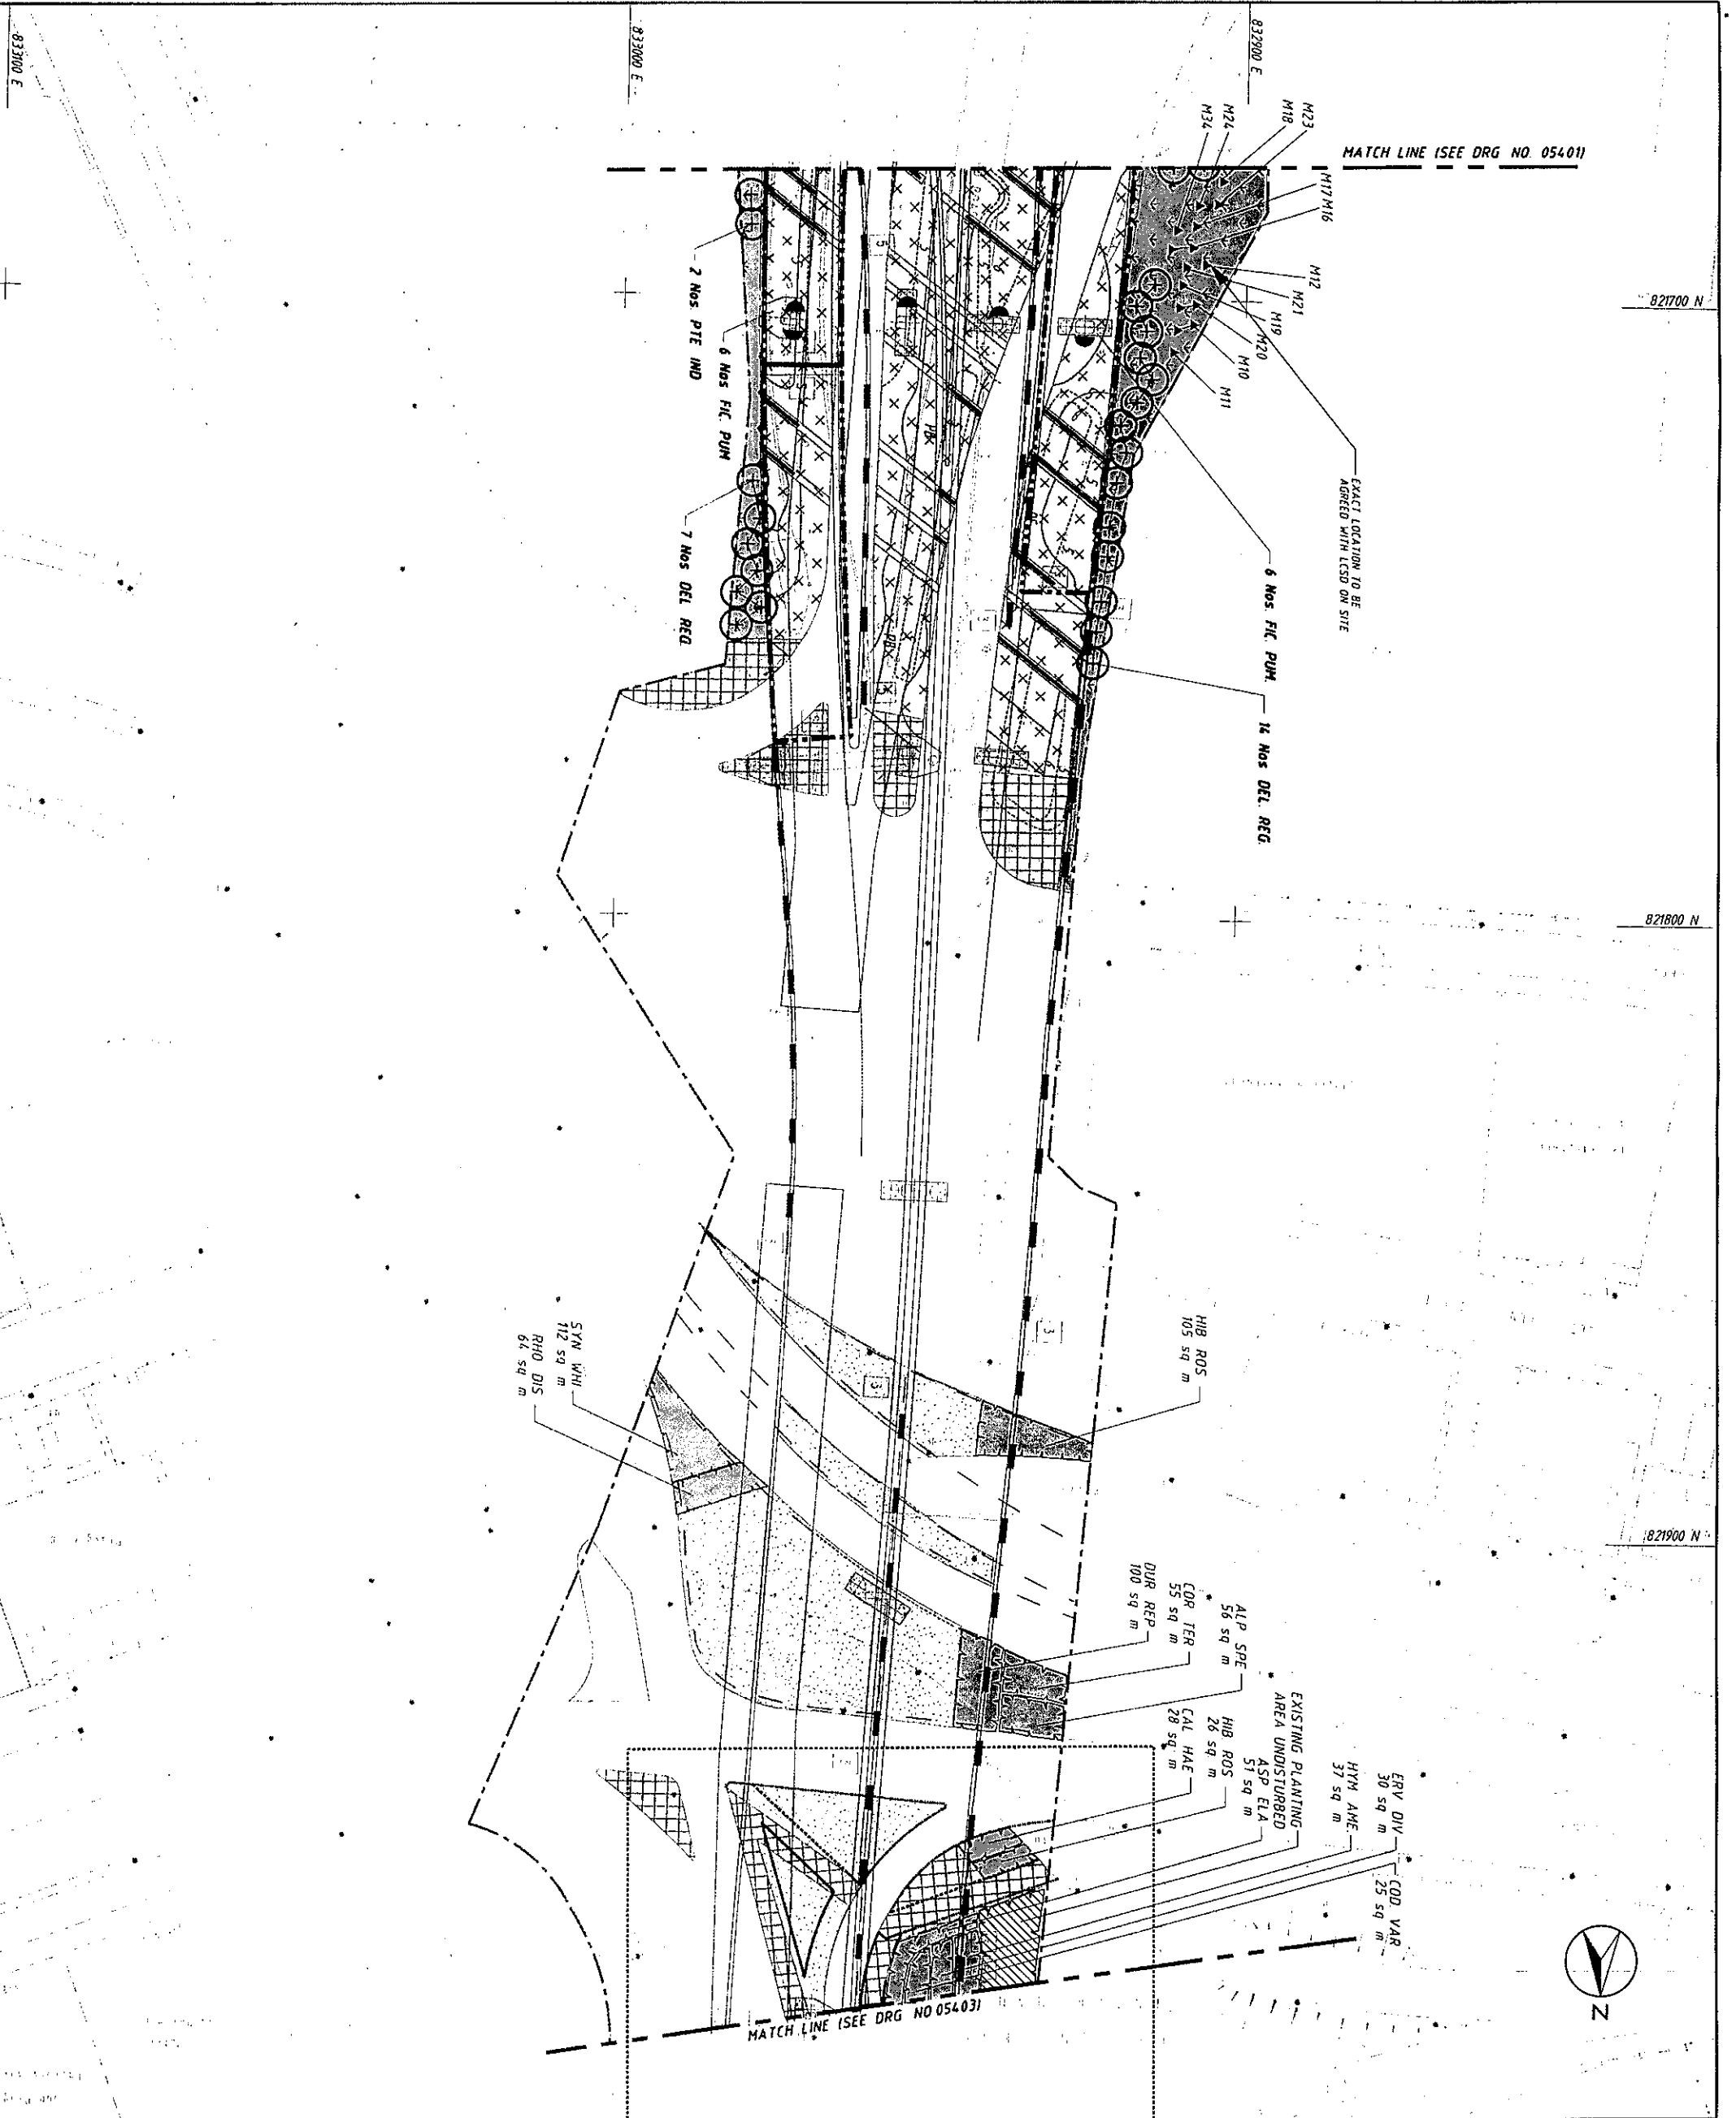 833100 E
833000 E
832900 E
MATCH LINE (SEE DRG NO. 05401)
M23
M18
M24
M34
M17
M16
M12
M21
M19
M20
M10
M11
821700 N
EXACT LOCATION TO BE
AGREED WITH LCSD ON SITE
2 Nos. PTE IND
6 Nos FIC. PUM
7 Nos DEL REG
6 Nos. FIC. PUM.
14 Nos DEL. REG.
821800 N
HIB ROS
105 sq m
SYN WHI
112 sq m
RHO DIS
64 sq m
821900 N
ALP SPE
56 sq m
COR TER
55 sq m
DUR REP
100 sq m
ERV DIV
30 sq m
COD VAR
25 sq m
HYM AME
37 sq m
EXISTING PLANTING
AREA UNDISTURBED
ASP ELA
51 sq m
HIB ROS
26 sq m
CAL HAE
28 sq m
MATCH LINE (SEE DRG NO 05403)
N